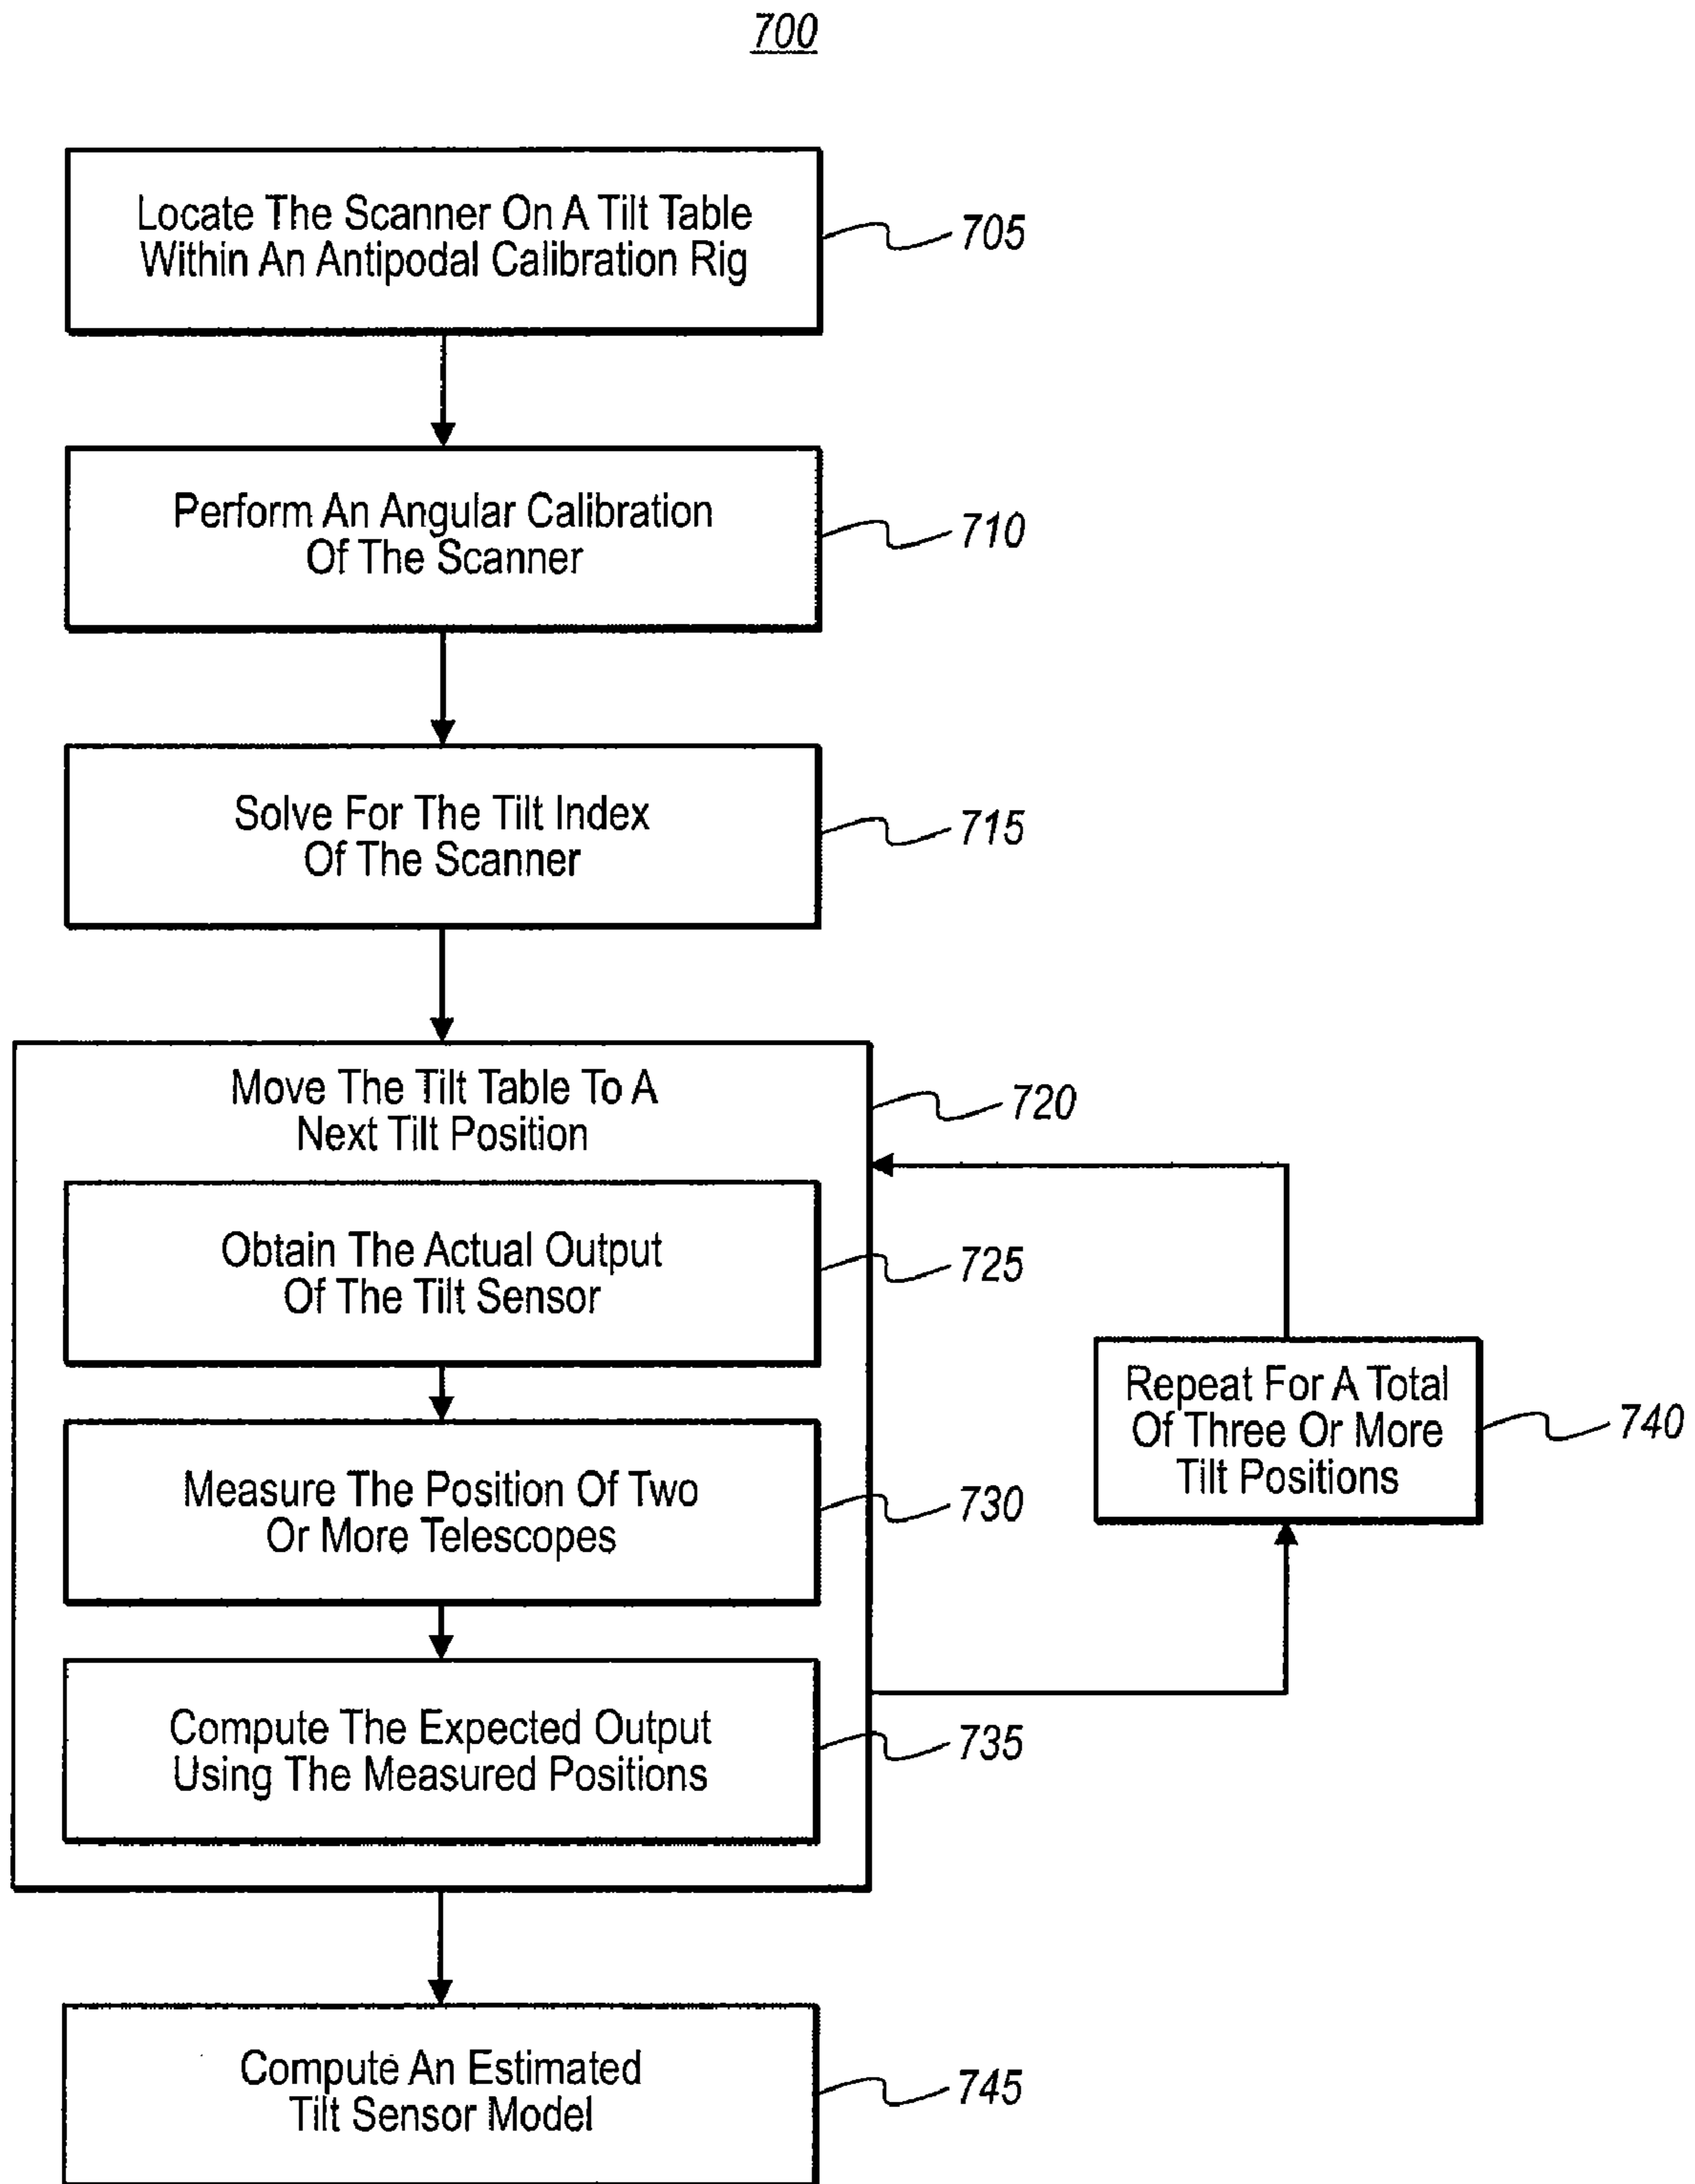 700
Locate The Scanner On A Tilt Table
Within An Antipodal Calibration Rig
705
Perform An Angular Calibration
Of The Scanner
710
Solve For The Tilt Index
Of The Scanner
715
Move The Tilt Table To A
Next Tilt Position
720
Obtain The Actual Output
Of The Tilt Sensor
725
Measure The Position Of Two
Or More Telescopes
730
Compute The Expected Output
Using The Measured Positions
735
Repeat For A Total
Of Three Or More
Tilt Positions
740
Compute An Estimated
Tilt Sensor Model
745